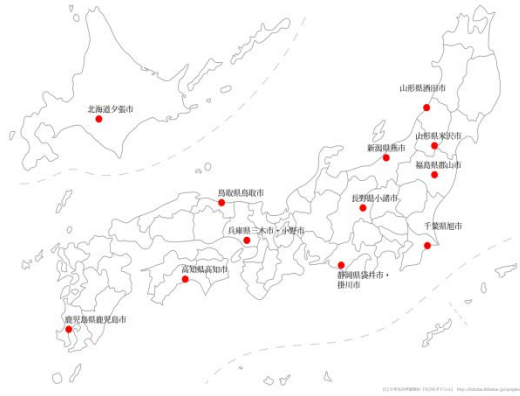 北海道夕張市
山形県酒田市
山形県米沢市
新潟県燕市
福島県郡山市
鳥取県鳥取市
長野県小諸市
兵庫県三木市・小野市
千葉県旭市
高知県高知市
静岡県袋井市・
掛川市
鹿児島県鹿児島市